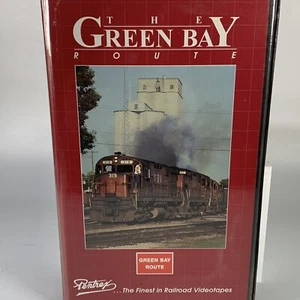 THE
GREEN BAY
ROUTE
GREEN BAY
ROUTE
Pentrex
...The Finest in Railroad Videotapes